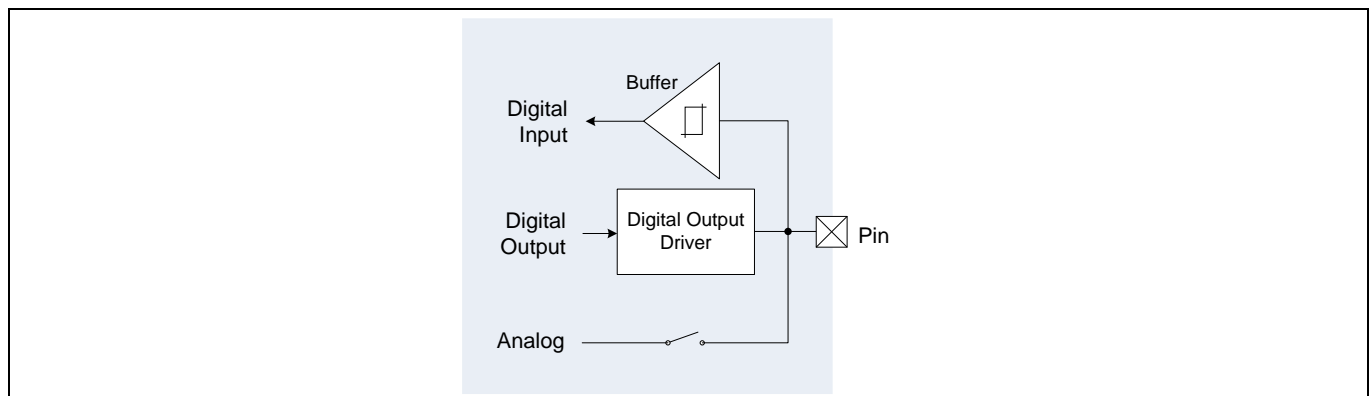 Buffer
Digital
Input
Digital
Output
Digital Output
Driver
Pin
Analog